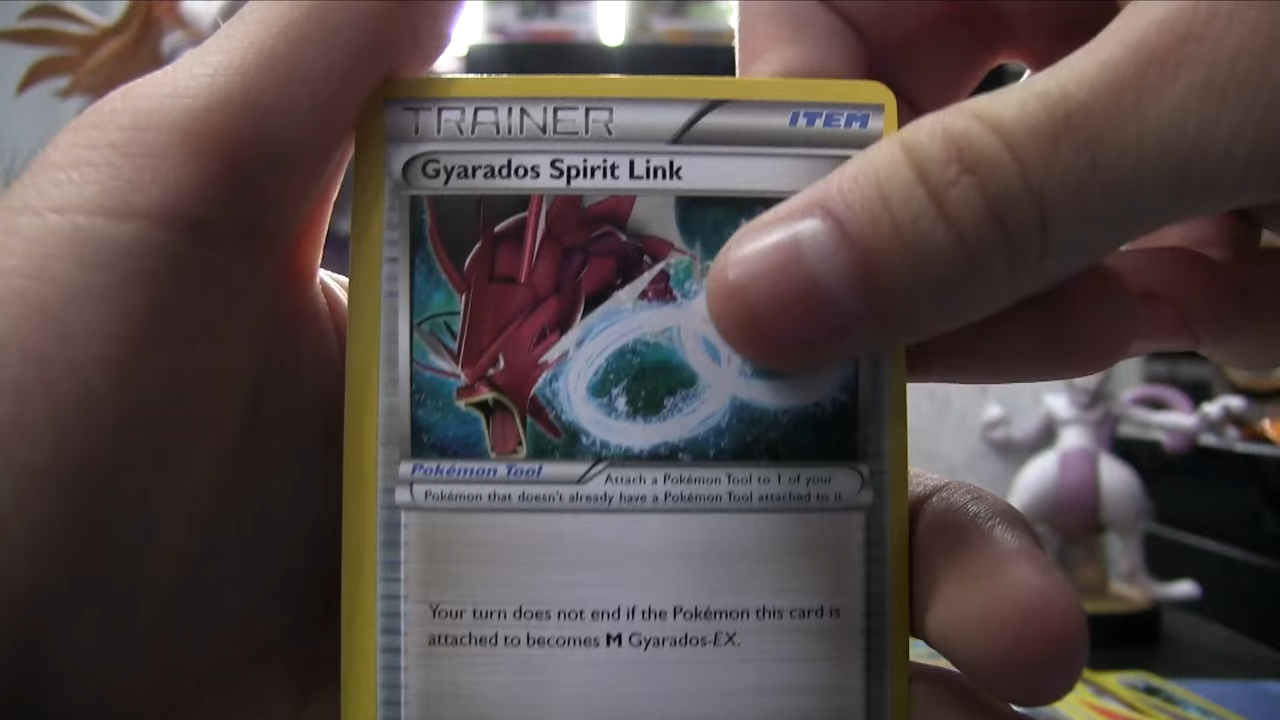 TRAINER
ITEM
Gyarados Spirit Link
Pokémon Tool
Attach a Pokémon Tool to 1 of your
Pokémon that doesn't already have a Pokémon Tool attached to it
Your turn does not end if the Pokémon this card is
attached to becomes M Gyarados-EX.